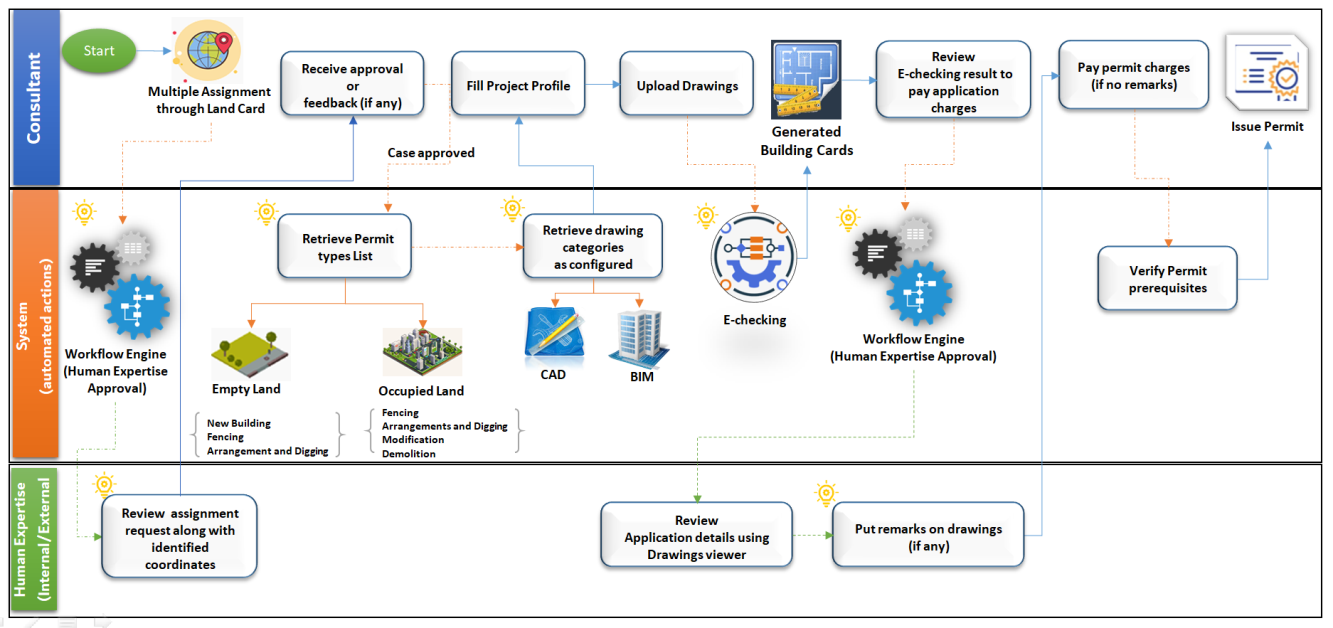 Consultant
Start
Multiple Assignment
through Land Card
Receive approval
or
feedback (if any)
Case approved
Fill Project Profile
Upload Drawings
Generated
Building Cards
Review
E-checking result to
pay application
charges
Pay permit charges
(if no remarks)
Issue Permit
System
(automated actions)
Workflow Engine
(Human Expertise
Approval)
Retrieve Permit
types List
Empty Land
New Building
Fencing
Arrangement and Digging
Occupied Land
Fencing
Arrangements and Digging
Modification
Demolition
Retrieve drawing
categories
as configured
CAD
BIM
E-checking
Workflow Engine
(Human Expertise Approval)
Verify Permit
prerequisites
Human Expertise
(Internal/External
Review assignment
request along with
identified
coordinates
Review
Application details using
Drawings viewer
Put remarks on drawings
(if any)